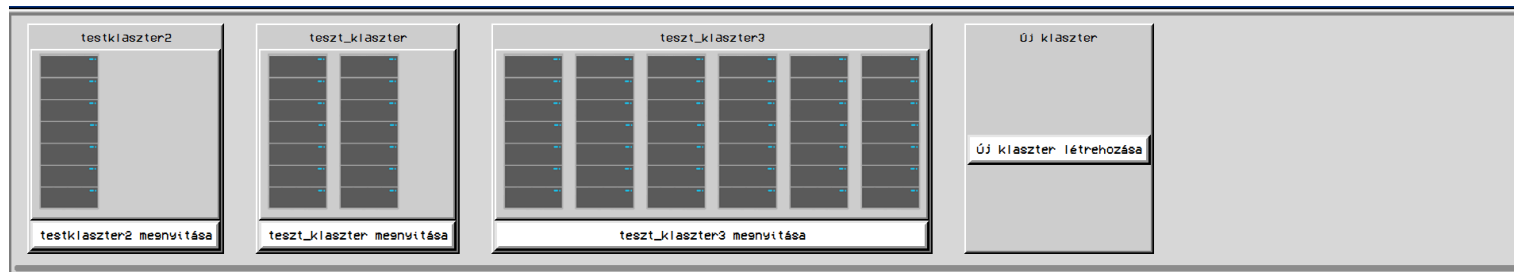 testklaszter2
teszt_klaszter
teszt_klaszter3
Új klaszter
Új klaszter létrehozása
testklaszter2 megnyitása
teszt_klaszter megnyitása
teszt_klaszter3 megnyitása